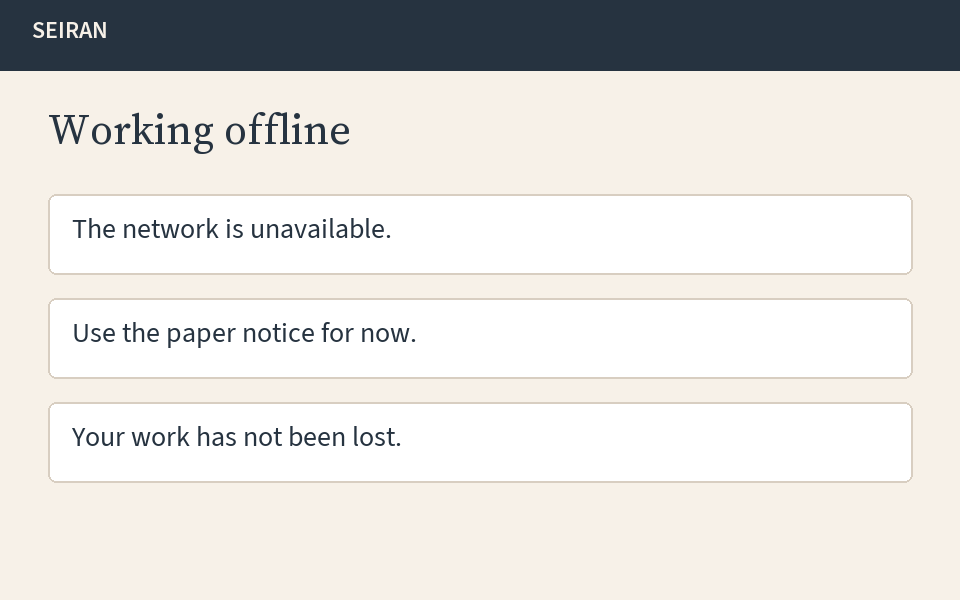 SEIRAN
Working offline
The network is unavailable.
Use the paper notice for now.
Your work has not been lost.